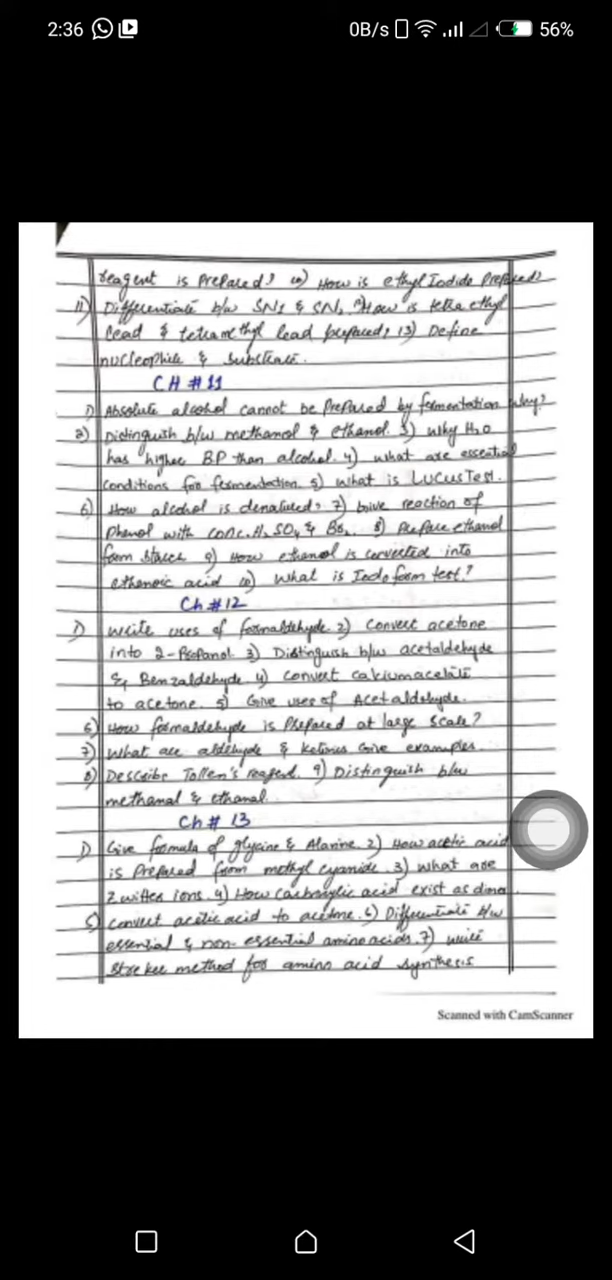 2:36
0B/s
56%
reagent is prepared? 10) How is ethyl Iodide Prepared?
11) Differentiate b/w SN1 & SN2 12) How is tetra ethyl
lead & tetramethyl lead prepared? 13) Define
nucleophile & substrate.
CH # 11
1) Absolute alcohol cannot be Prepared by fermentation why?
2) Distinguish b/w methanol & ethanol. 3) Why H2O
has higher BP than alcohol. 4) what are essential
conditions for fermentation. 5) What is Lucus Test.
6) How alcohol is denatured? 7) Give reaction of
Phenol with conc. H2SO4 & Br2. 8) Prepare ethanol
form starch 9) How ethanol is converted into
ethanoic acid 10) What is Iodoform test?
Ch # 12
1) Write uses of formaldehyde. 2) Convert acetone
into 2-Propanol 3) Distinguish b/w acetaldehyde
& Benzaldehyde. 4) convert calciumacetate
to acetone. 5) Give uses of Acetaldehyde.
6) How formaldehyde is Prepared at large scale?
7) What are aldehyde & ketones Give examples.
8) Describe Tollen's reagent. 9) Distinguish b/w
methanal & ethanal.
Ch # 13
1) Give formula of glycine & Alanine. 2) How acetic acid
is Prepared from methyl cyanide. 3) What are
Zwitter ions. 4) How Carboxylic acid exist as dimer
5) convert acetic acid to acetone. 6) Differentiate b/w
essential & non-essential amino acids. 7) write
method for amino acid synthesis
Scanned with CamScanner